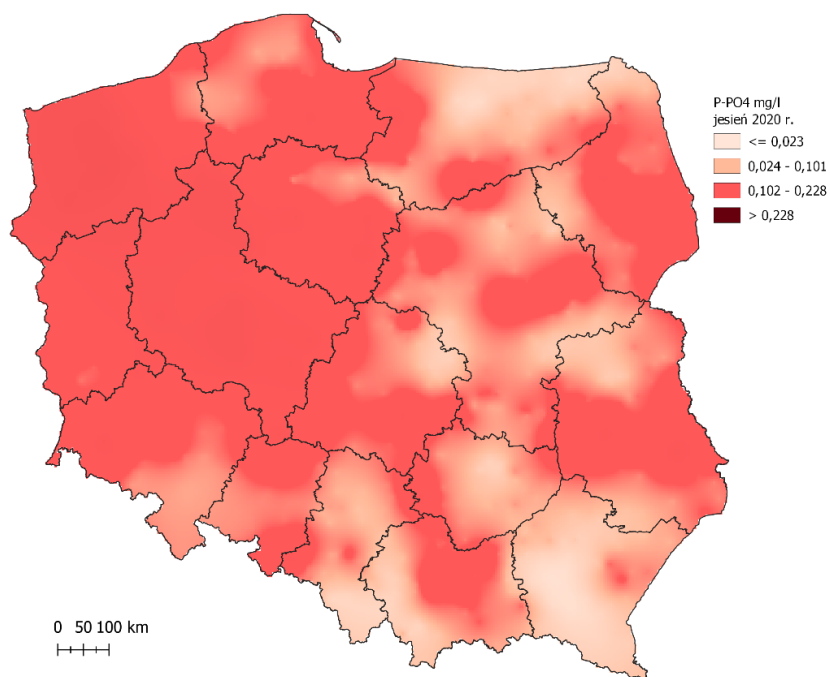 P-PO4 mg/l
jesień 2020 r.
<= 0,023
0,024 - 0,101
0,102 - 0,228
> 0,228
0 50 100 km